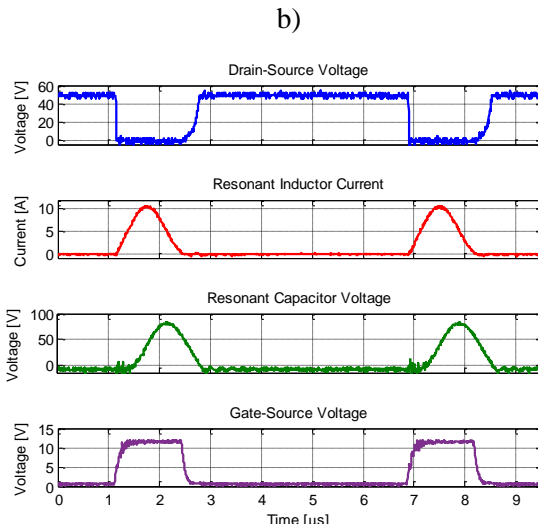 b)
Drain-Source Voltage
Voltage [V]
60
40
20
0
Resonant Inductor Current
Current [A]
10
5
0
Resonant Capacitor Voltage
Voltage [V]
100
50
0
Gate-Source Voltage
Voltage [V]
15
10
5
0
0 1 2 3 4 5 6 7 8 9
Time [µs]